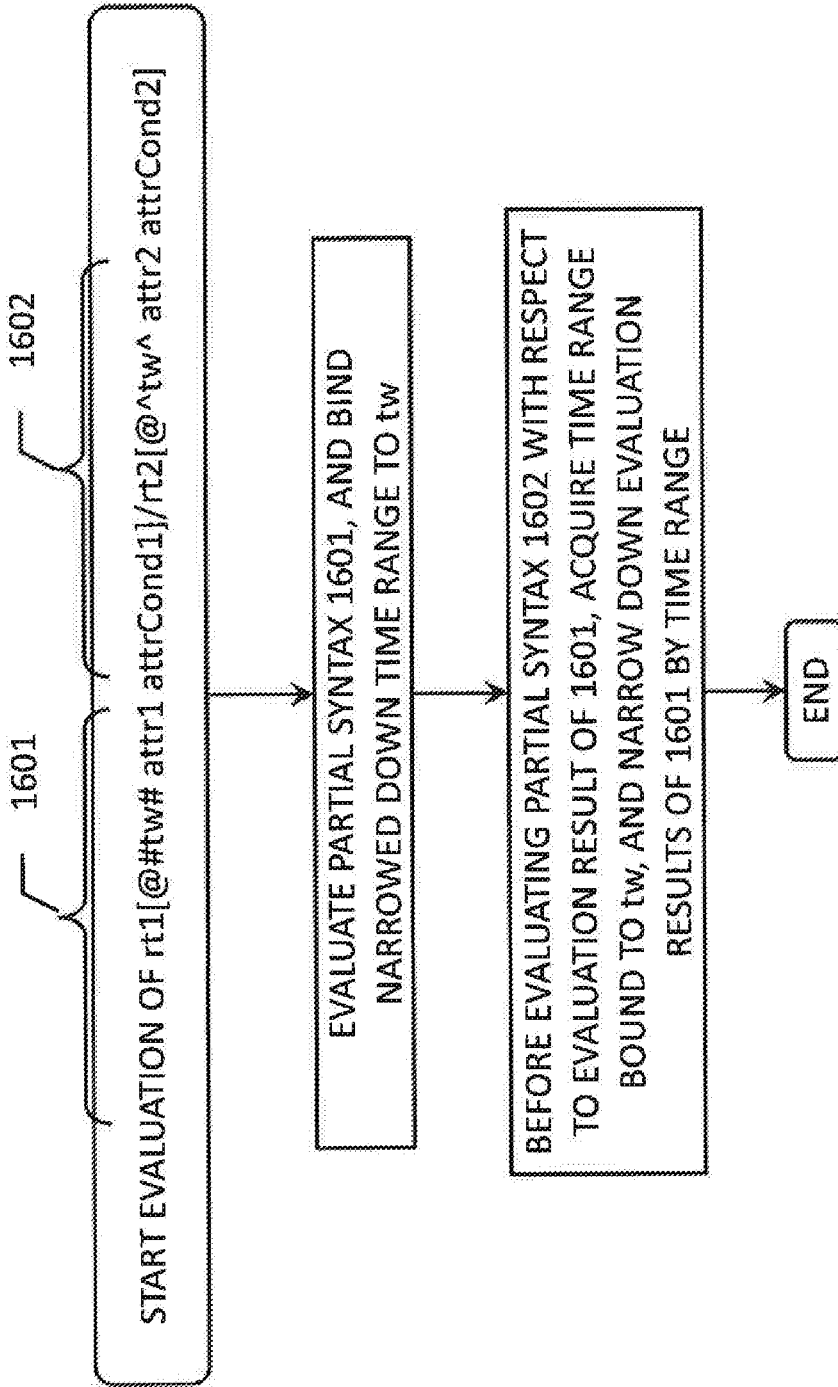 1601
1602
START EVALUATION OF rt1[@#tw# attr1 attrCond1]/rt2[@^tw^ attr2 attrCond2]
EVALUATE PARTIAL SYNTAX 1601, AND BIND
NARROWED DOWN TIME RANGE TO tw
BEFORE EVALUATING PARTIAL SYNTAX 1602 WITH RESPECT
TO EVALUATION RESULT OF 1601, ACQUIRE TIME RANGE
BOUND TO tw, AND NARROW DOWN EVALUATION
RESULTS OF 1601 BY TIME RANGE
END